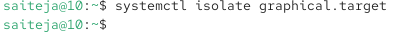 saiteja@10:~$ systemctl isolate graphical.target
saiteja@10:~$